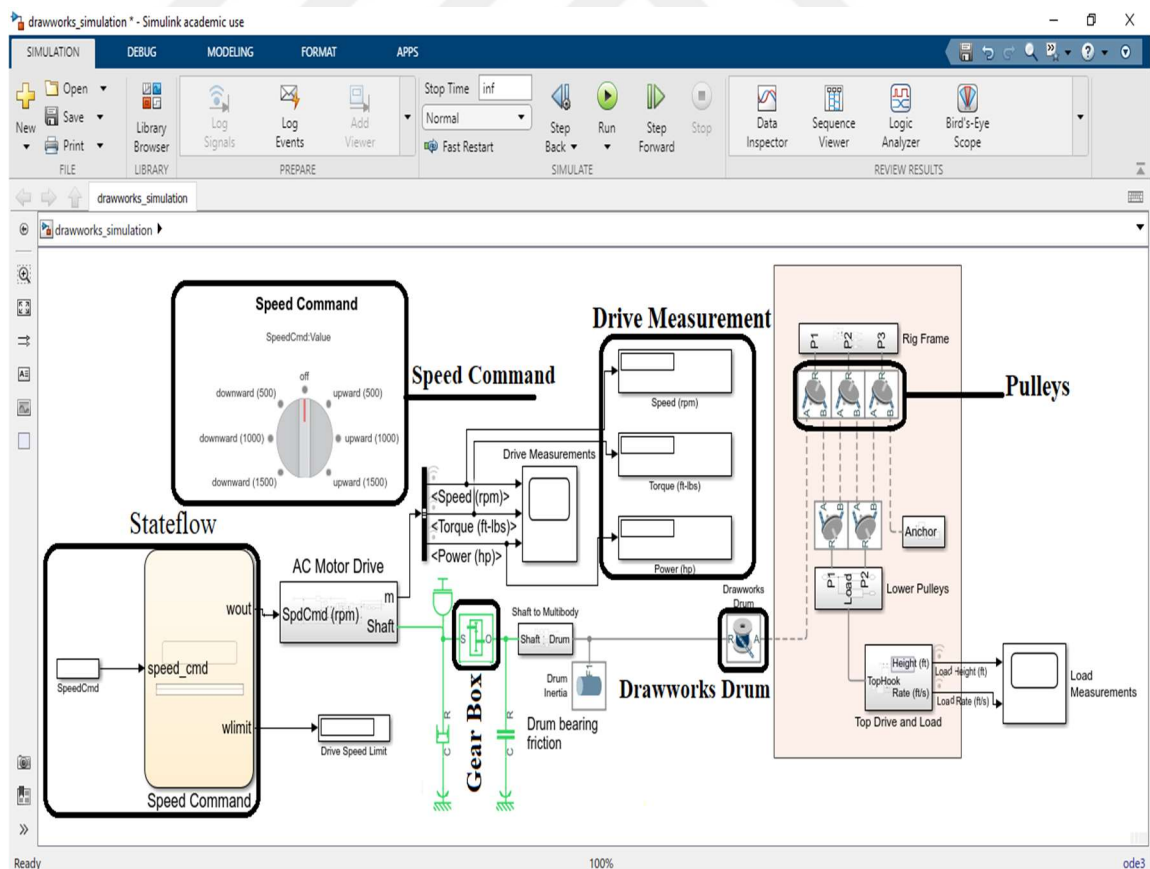 drawworks_simulation * - Simulink academic use
SIMULATION DEBUG MODELING FORMAT APPS
New
Open
Save
Print
FILE
Library Browser
LIBRARY
Log Signals
Log Events
Add Viewer
PREPARE
Stop Time inf
Normal
Fast Restart
Step Back
Run
Step Forward
Stop
SIMULATE
Data Inspector
Sequence Viewer
Logic Analyzer
Bird's-Eye Scope
REVIEW RESULTS
drawworks_simulation
drawworks_simulation
Speed Command
SpeedCmd:Value
off
downward (500) upward (500)
downward (1000) upward (1000)
downward (1500) upward (1500)
Speed Command
Drive Measurement
Speed (rpm)
Torque (ft-lbs)
Power (hp)
Drive Measurements
<Speed (rpm)>
<Torque (ft-lbs)>
<Power (hp)>
P1 P2 P3
Rig Frame
R R R
A B A B A B
Pulleys
A B A B
R R
Anchor
P1 Load P2
Lower Pulleys
Stateflow
SpeedCmd
speed_cmd
wout
wlimit
Speed Command
Drive Speed Limit
AC Motor Drive
SpdCmd (rpm)
m
Shaft
S O
Gear Box
R C
R C
Shaft to Multibody
Shaft Drum
Drum
Inertia
F1
Drum bearing
friction
Drawworks
Drum
R A
Drawworks Drum
TopHook
Height (ft)
Rate (ft/s)
Top Drive and Load
Load Height (ft)
Load Rate (ft/s)
Load
Measurements
Ready 100% ode3